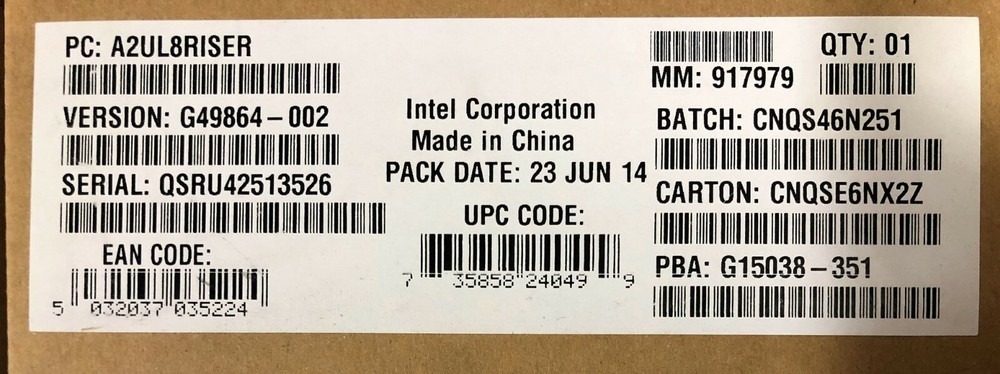 PC: A2UL8RISER
VERSION: G49864-002
SERIAL: QSRU42513526
EAN CODE:
5 032037 035224
Intel Corporation
Made in China
PACK DATE: 23 JUN 14
UPC CODE:
7 35858 24049 9
QTY: 01
MM: 917979
BATCH: CNQS46N251
CARTON: CNQSE6NX2Z
PBA: G15038-351